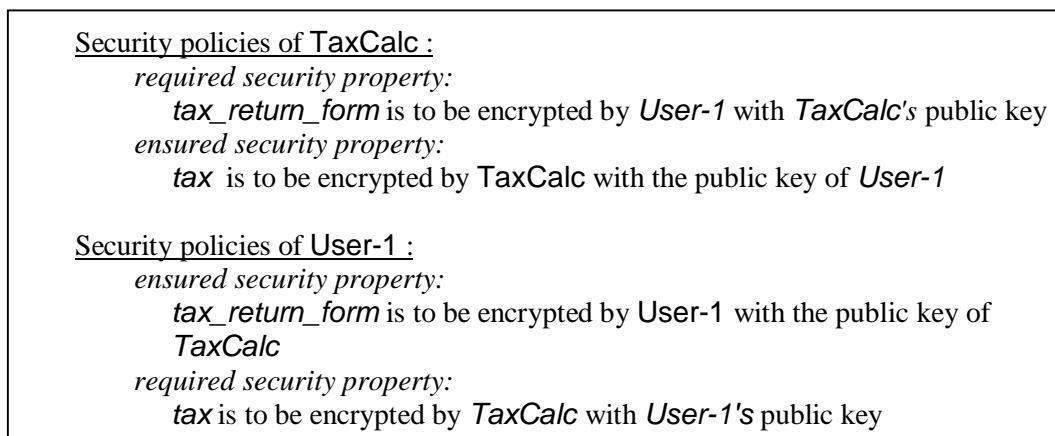 Security policies of TaxCalc :
required security property:
tax_return_form is to be encrypted by User-1 with TaxCalc's public key
ensured security property:
tax is to be encrypted by TaxCalc with the public key of User-1
Security policies of User-1 :
ensured security property:
tax_return_form is to be encrypted by User-1 with the public key of
TaxCalc
required security property:
tax is to be encrypted by TaxCalc with User-1's public key